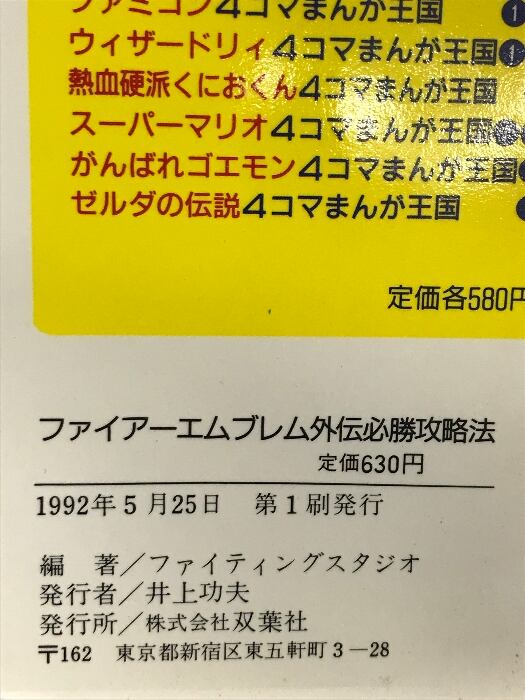 ファミコン4コマまんが王国 ❶
ウィザードリィ4コマまんが王国❶
熱血硬派くにおくん4コマまんが王国
スーパーマリオ4コマまんが王国
がんばれゴエモン4コマまんが王国
ゼルダの伝説4コマまんが王国
定価各580円
ファイアーエムブレム外伝必勝攻略法
定価630円
1992年5月25日 第1刷発行
編 著/ファイティングスタジオ
発行者/井上功夫
発行所/株式会社双葉社
〒162 東京都新宿区東五軒町3-28